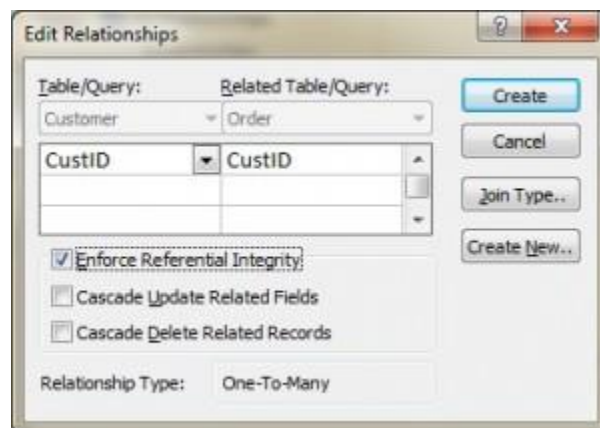 Edit Relationships
?
Table/Query: Related Table/Query:
Create
Customer Order
Cancel
CustID CustID
Join Type..
Enforce Referential Integrity
Create New..
Cascade Update Related Fields
Cascade Delete Related Records
Relationship Type: One-To-Many